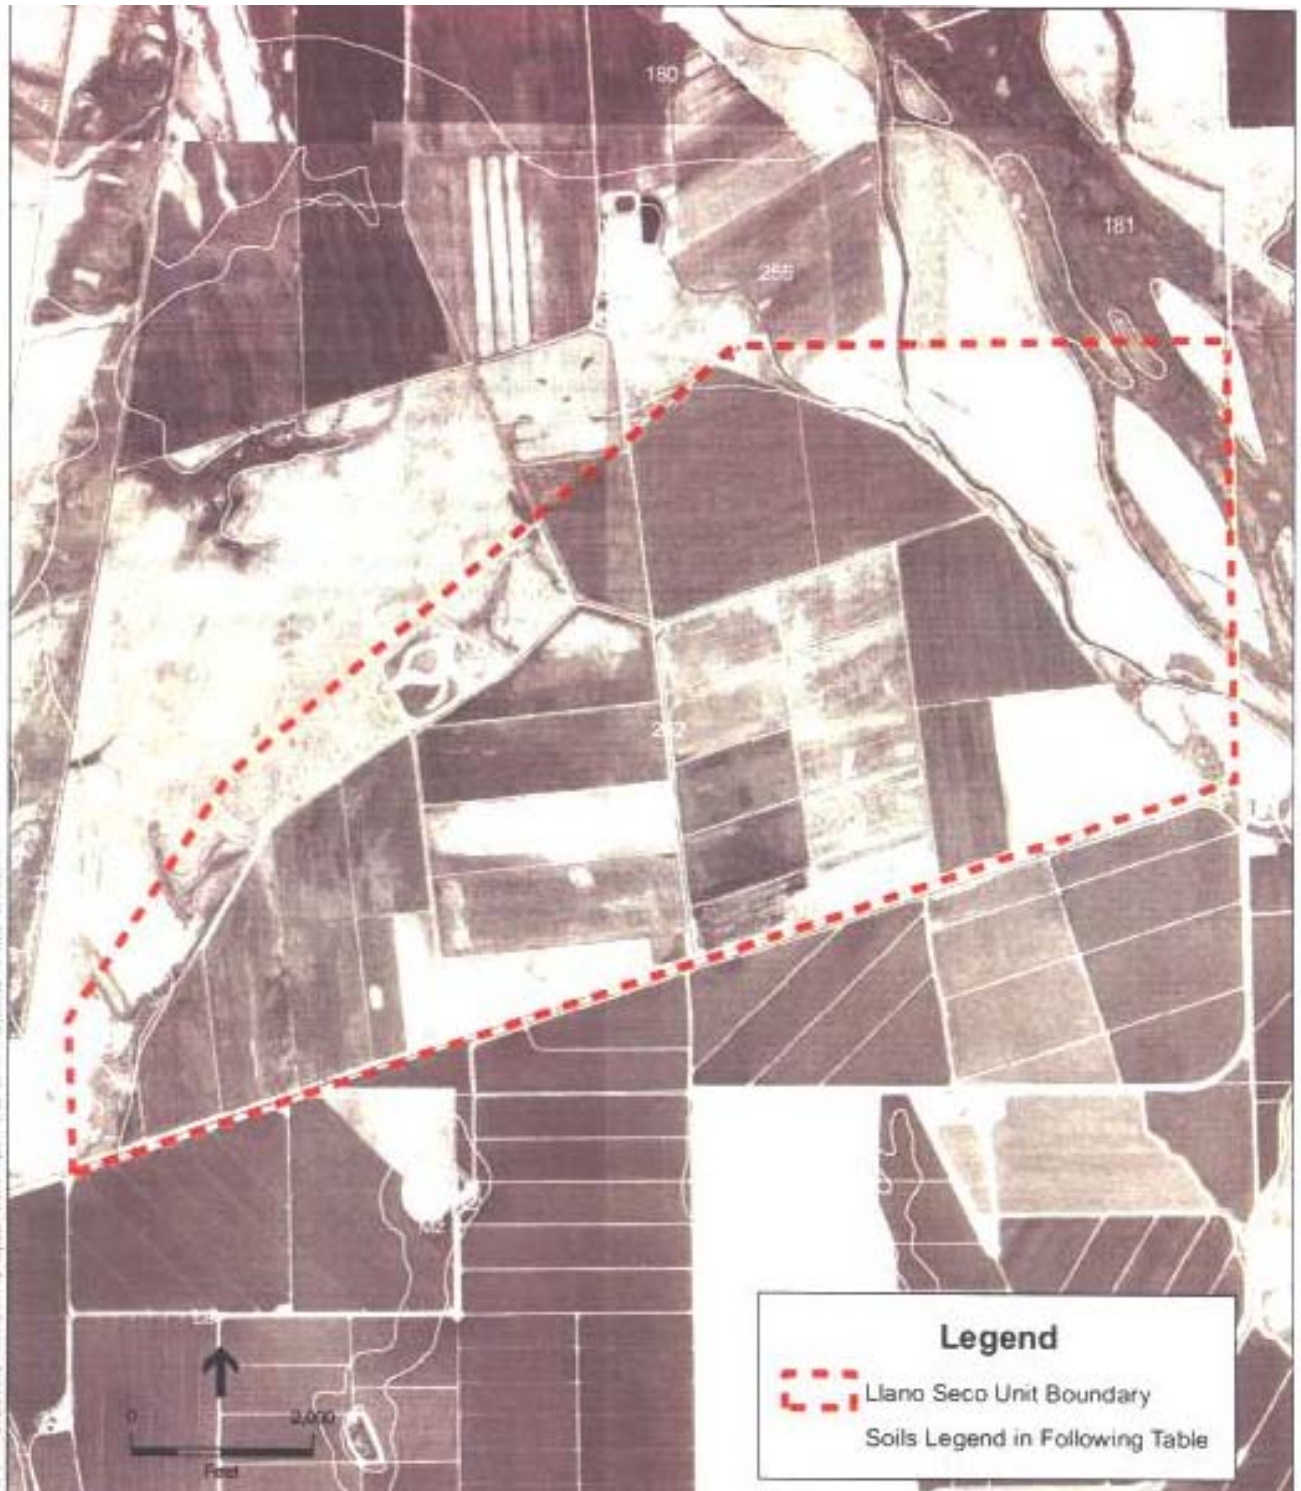 180
181
255
Legend
Llano Seco Unit Boundary
Soils Legend in Following Table
0
2,000
Feet